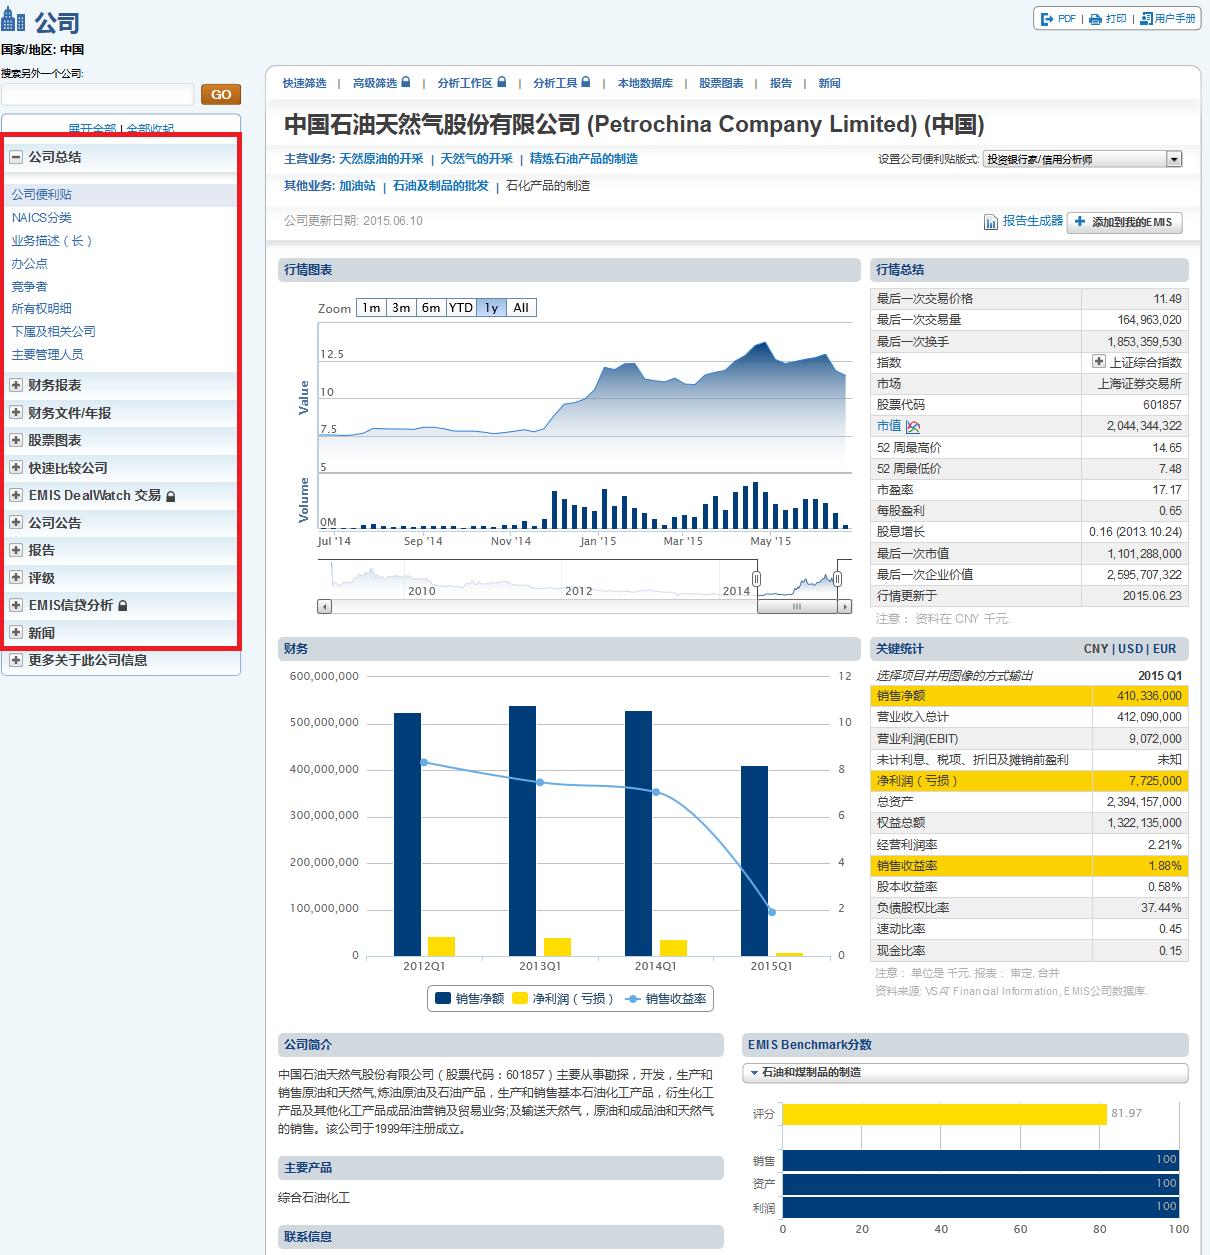 公司
PDF | 打印 | 用户手册
国家/地区: 中国
搜索另外一个公司:
GO
展开全部 | 全部收起
公司总结
公司便利贴
NAICS分类
业务描述（长）
办公点
竞争者
所有权明细
下属及相关公司
主要管理人员
财务报表
财务文件/年报
股票图表
快速比较公司
EMIS DealWatch 交易
公司公告
报告
评级
EMIS信贷分析
新闻
更多关于此公司信息
快速筛选 | 高级筛选 | 分析工作区 | 分析工具 | 本地数据库 | 股票图表 | 报告 | 新闻
中国石油天然气股份有限公司 (Petrochina Company Limited) (中国)
主营业务: 天然原油的开采 | 天然气的开采 | 精炼石油产品的制造
设置公司便利贴版式: 投资银行家/信用分析师
其他业务: 加油站 | 石油及制品的批发 | 石化产品的制造
公司更新日期: 2015.06.10
报告生成器
添加到我的EMIS
行情图表
Zoom 1m 3m 6m YTD 1y All
Value
12.5
10
7.5
5
Volume
0M
Jul '14 Sep '14 Nov '14 Jan '15 Mar '15 May '15
2010 2012 2014
行情总结
最后一次交易价格 11.49
最后一次交易量 164,963,020
最后一次换手 1,853,359,530
指数 上证综合指数
市场 上海证券交易所
股票代码 601857
市值 2,044,344,322
52 周最高价 14.65
52 周最低价 7.48
市盈率 17.17
每股盈利 0.65
股息增长 0.16 (2013.10.24)
最后一次市值 1,101,288,000
最后一次企业价值 2,595,707,322
行情更新于 2015.06.23
注意： 资料在 CNY 千元.
财务
600,000,000 12
500,000,000 10
400,000,000 8
300,000,000 6
200,000,000 4
100,000,000 2
0 0
2012Q1 2013Q1 2014Q1 2015Q1
销售净额 净利润（亏损） 销售收益率
关键统计 CNY | USD | EUR
选择项目并用图像的方式输出 2015 Q1
销售净额 410,336,000
营业收入总计 412,090,000
营业利润(EBIT) 9,072,000
未计利息、税项、折旧及摊销前盈利 未知
净利润（亏损） 7,725,000
总资产 2,394,157,000
权益总额 1,322,135,000
经营利润率 2.21%
销售收益率 1.88%
股本收益率 0.58%
负债股权比率 37.44%
速动比率 0.45
现金比率 0.15
注意： 单位是 千元. 报表： 审定, 合并
资料来源: VSAT Financial Information, EMIS公司数据库.
公司简介
中国石油天然气股份有限公司（股票代码：601857）主要从事勘探，开发，生产和
销售原油和天然气,炼油原油及石油产品，生产和销售基本石油化工产品，衍生化工
产品及其他化工产品成品油营销及贸易业务;及输送天然气，原油和成品油和天然气
的销售。该公司于1999年注册成立。
主要产品
综合石油化工
联系信息
EMIS Benchmark分数
石油和煤制品的制造
评分 81.97
销售 100
资产 100
利润 100
0 20 40 60 80 100